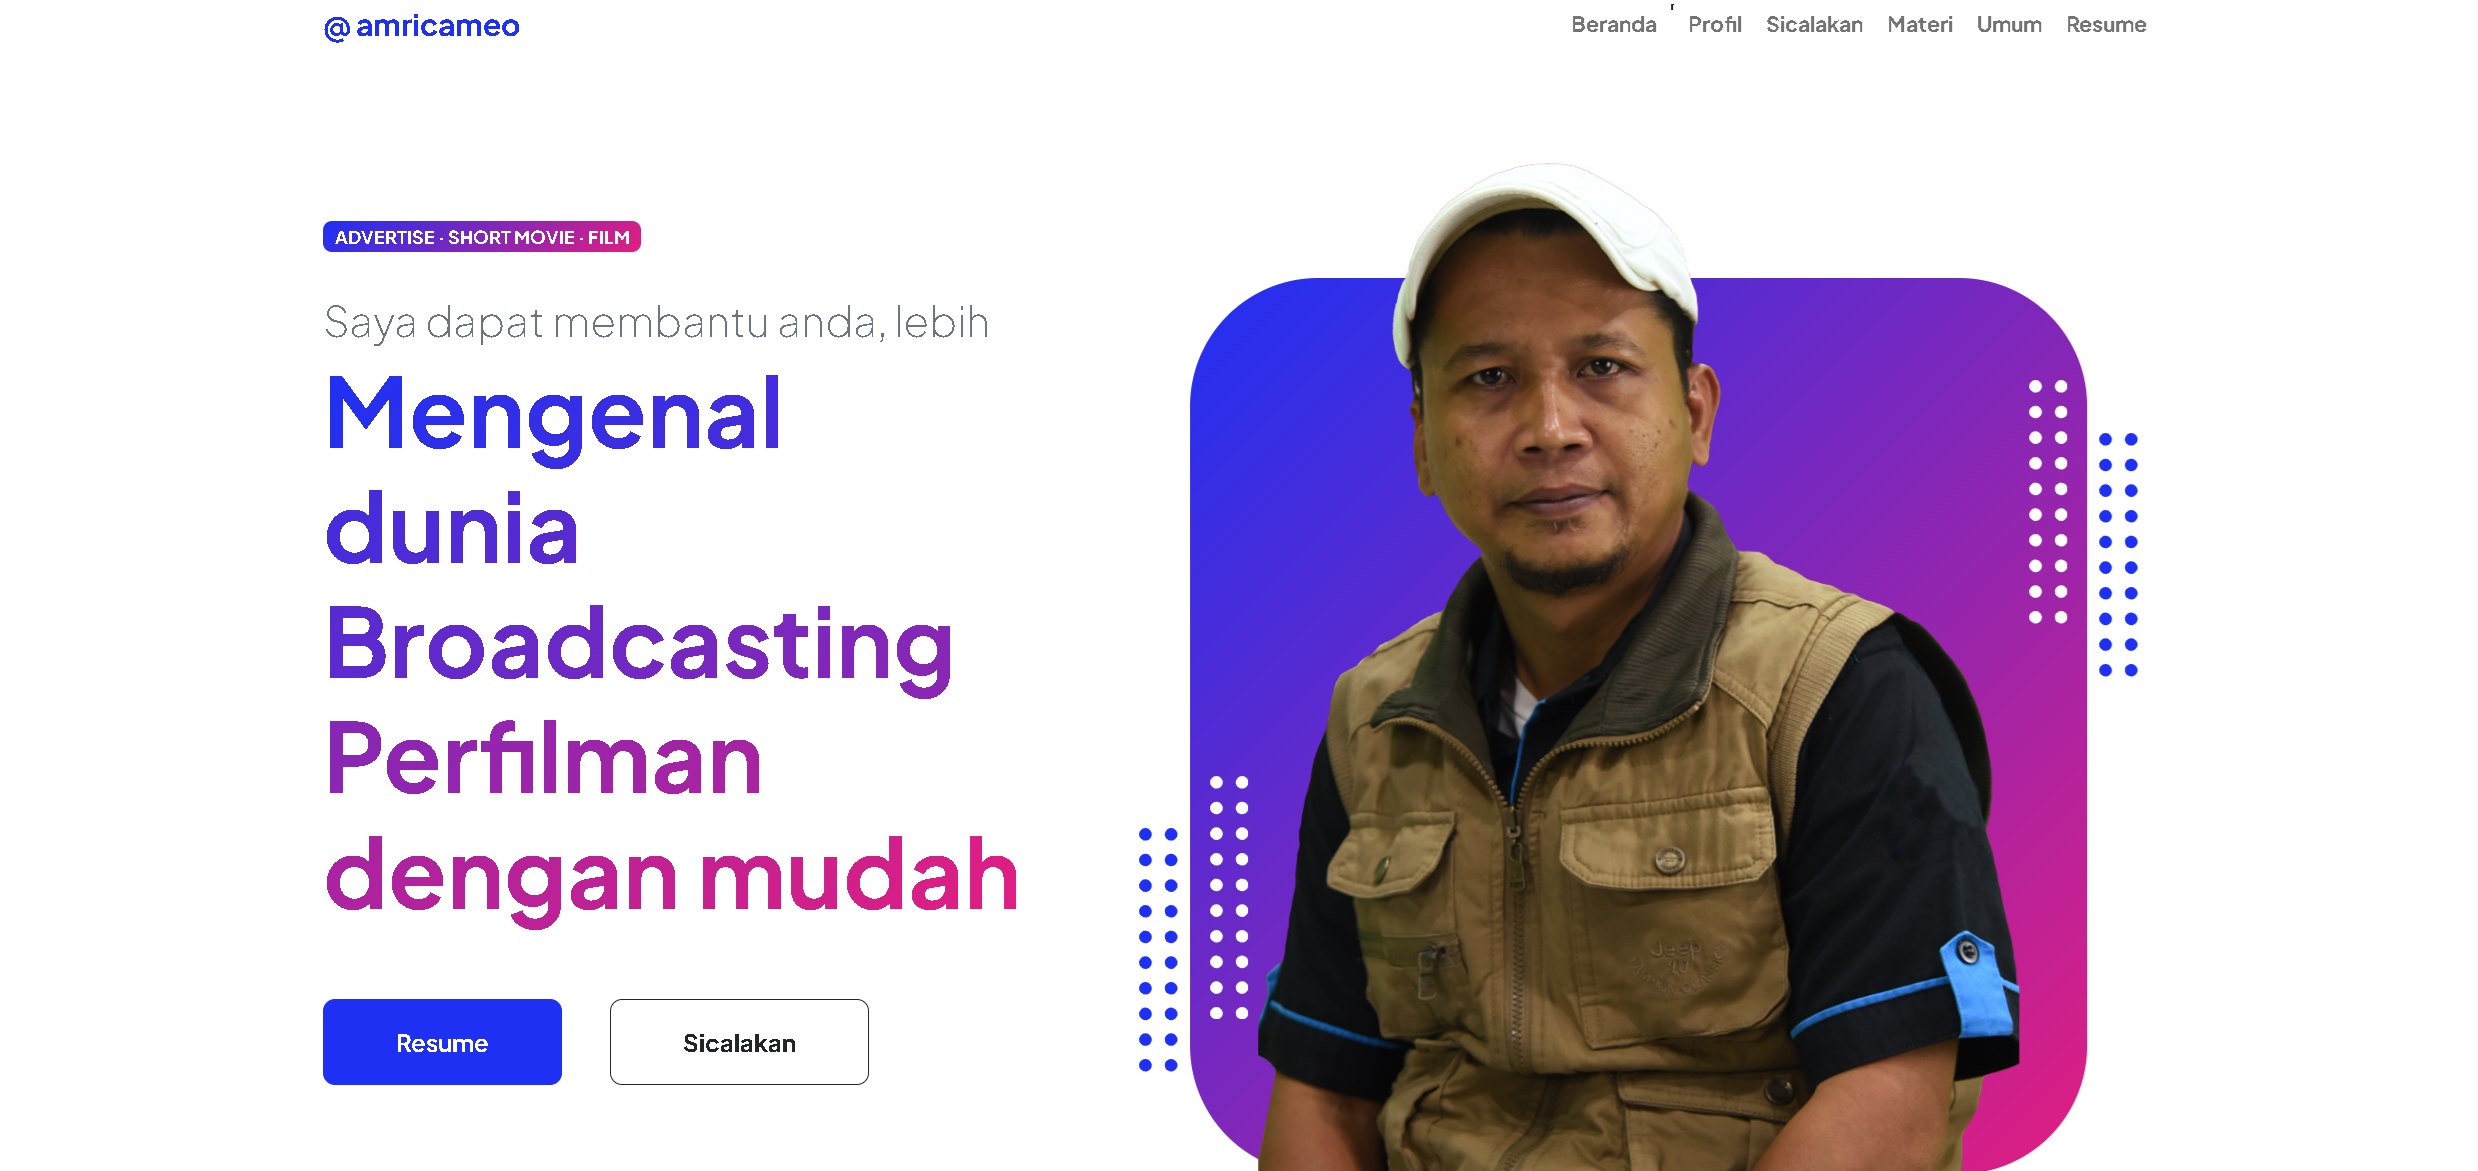 @ amricameo
Beranda Profil Sicalakan Materi Umum Resume
ADVERTISE · SHORT MOVIE · FILM
Saya dapat membantu anda, lebih
Mengenal
dunia
Broadcasting
Perfilman
dengan mudah
Resume Sicalakan
Jeep